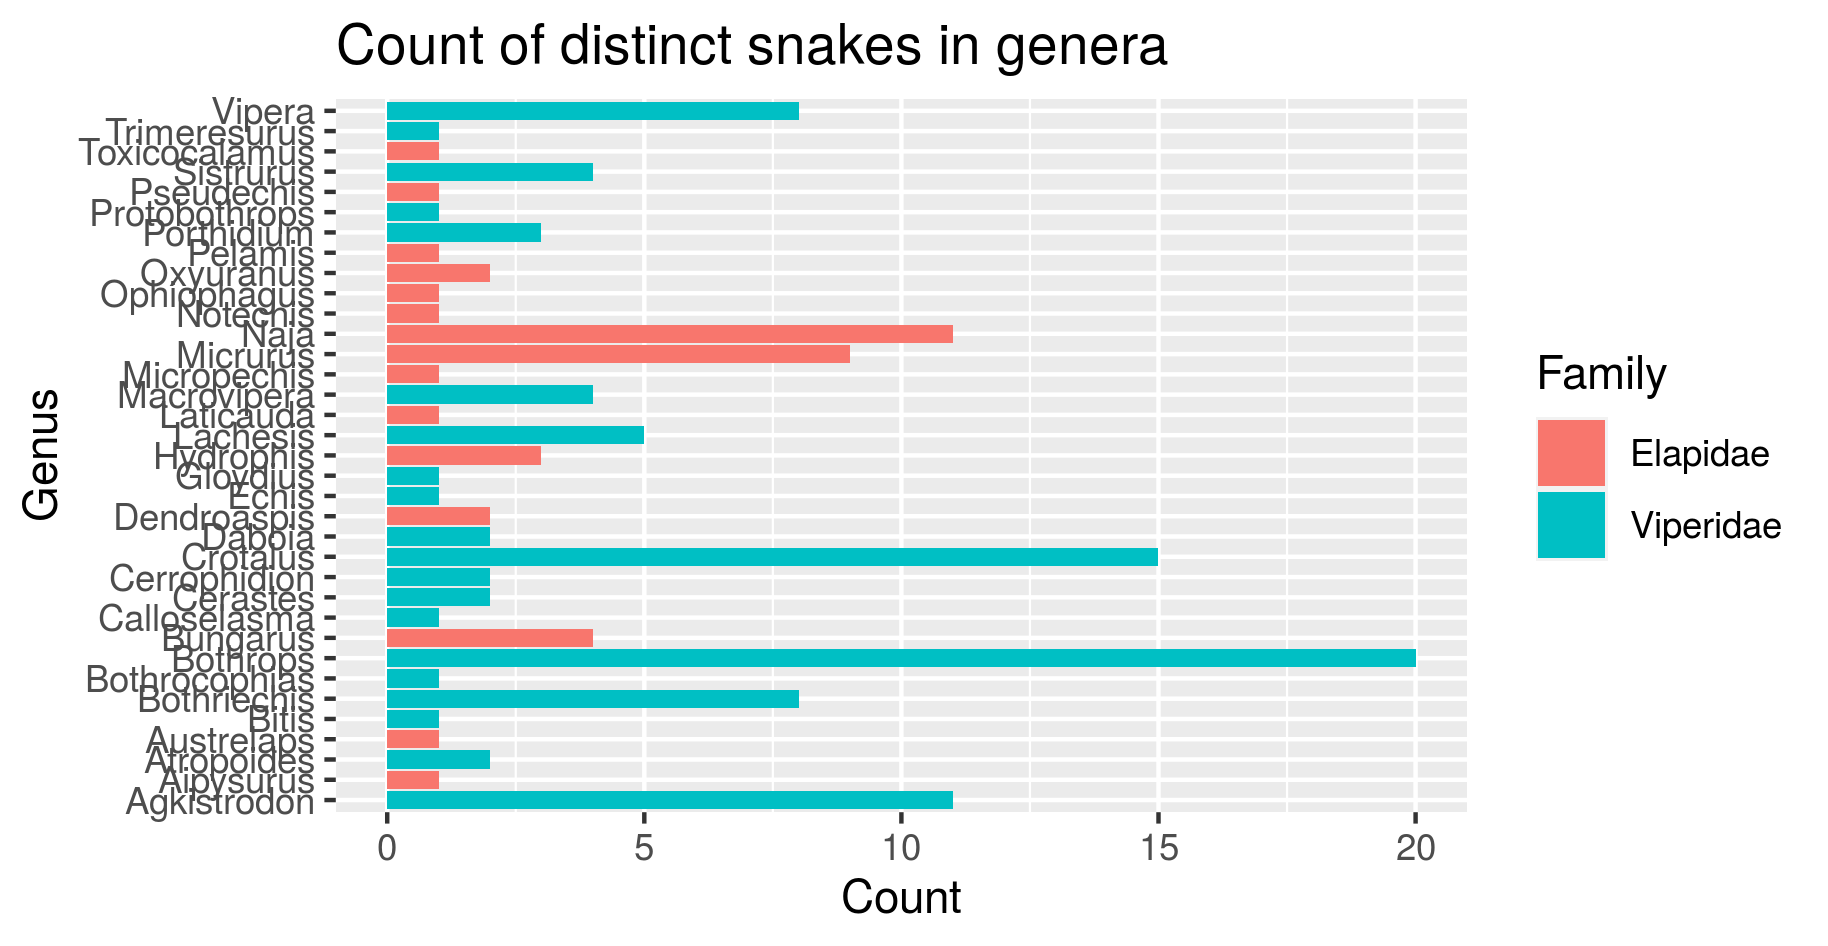 Count of distinct snakes in genera
Vipera
Trimeresurus
Toxicocalamus
Sistrurus
Pseudechis
Protobothrops
Porthidium
Pelamis
Oxyuranus
Ophiophagus
Notechis
Naja
Micrurus
Micropechis
Macrovipera
Laticauda
Lachesis
Hydrophis
Gloydius
Echis
Dendroaspis
Daboia
Crotalus
Cerrophidion
Cerastes
Calloselasma
Bungarus
Bothrops
Bothrocophias
Bothriechis
Bitis
Austrelaps
Atropoides
Aipysurus
Agkistrodon
Genus
0 5 10 15 20
Count
Family
Elapidae
Viperidae